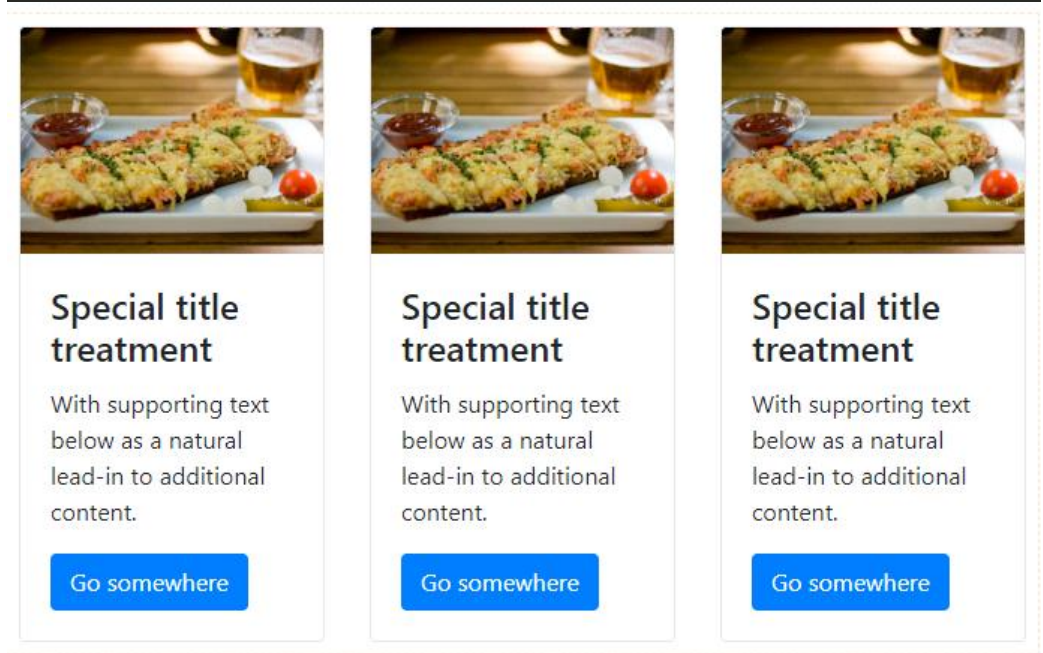 Special title
treatment
With supporting text
below as a natural
lead-in to additional
content.
Go somewhere
Special title
treatment
With supporting text
below as a natural
lead-in to additional
content.
Go somewhere
Special title
treatment
With supporting text
below as a natural
lead-in to additional
content.
Go somewhere